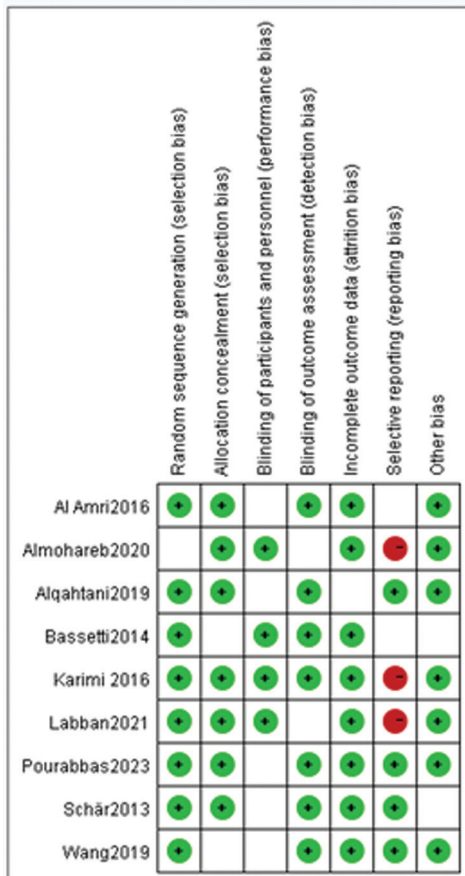 Random sequence generation (selection bias)
Allocation concealment (selection bias)
Blinding of participants and personnel (performance bias)
Blinding of outcome assessment (detection bias)
Incomplete outcome data (attrition bias)
Selective reporting (reporting bias)
Other bias
Al Amri2016 + + + + +
Almohareb2020 + + + - +
Alqahtani2019 + + + + +
Bassetti2014 + + + +
Karimi 2016 + + + + + - +
Labban2021 + + + + - +
Pourabbas2023 + + + + + +
Schär2013 + + + + +
Wang2019 + + + + +